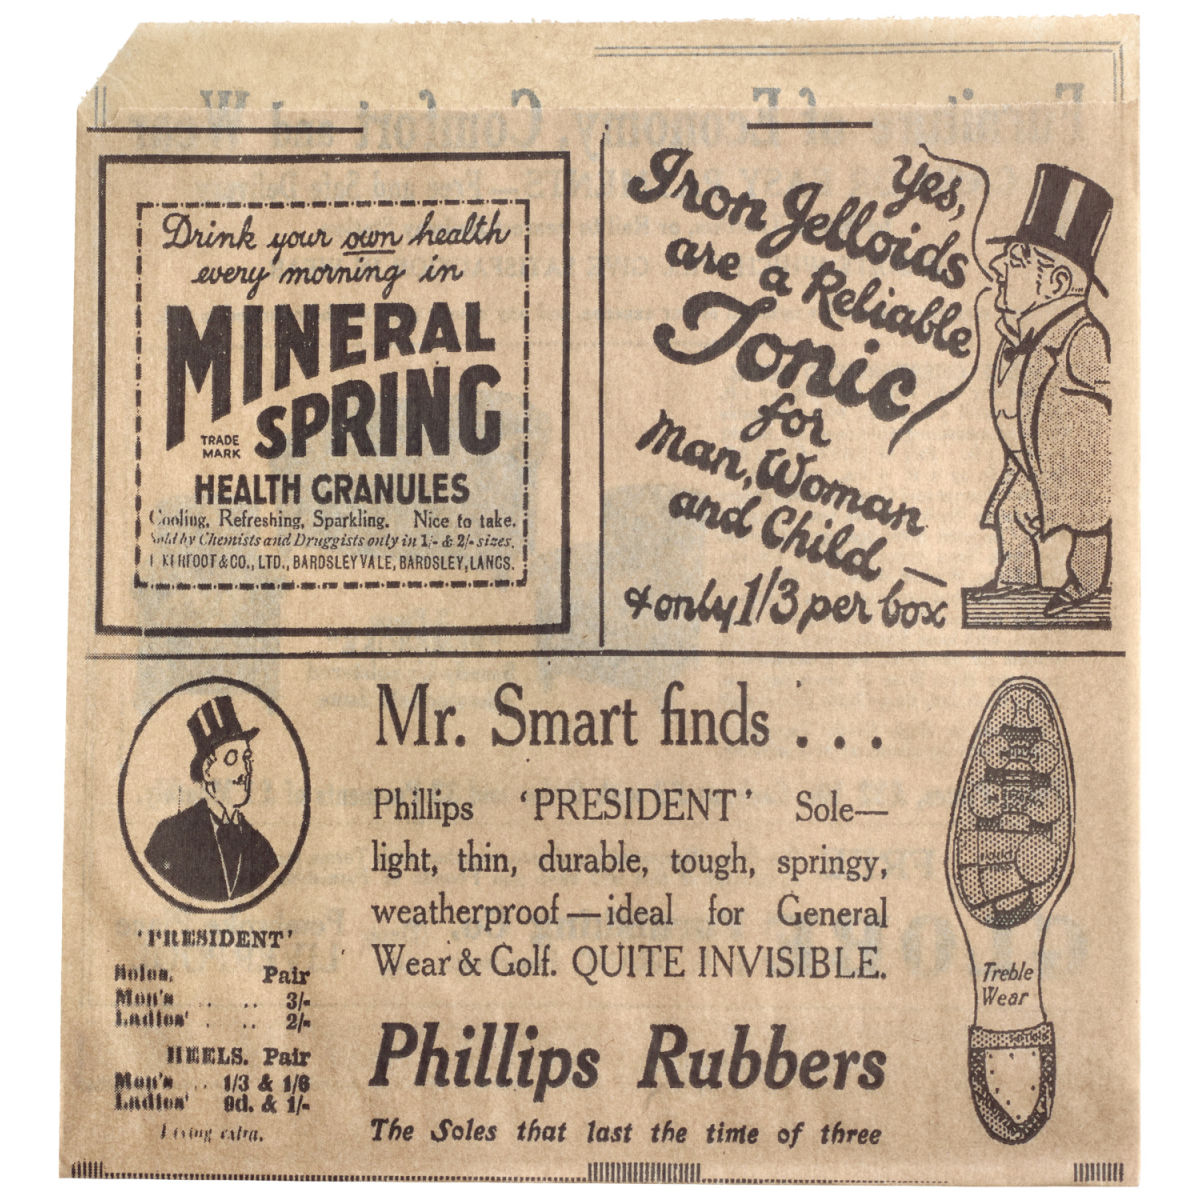 Drink your own health
every morning in
MINERAL
SPRING
TRADE
MARK
HEALTH GRANULES
Cooling, Refreshing, Sparkling. Nice to take.
Sold by Chemists and Druggists only in 1/- & 2/- sizes.
KERFOOT & CO., LTD., BARDSLEY VALE, BARDSLEY, LANCS.
Yes,
Iron Jelloids
are a Reliable
Tonic
for
Man, Woman
and Child —
& only 1/3 per box
'PRESIDENT'
Soles. Pair
Men's .. .. 3/-
Ladies' .. .. 2/-
HEELS. Pair
Men's .. 1/3 & 1/6
Ladies' 9d. & 1/-
Fixing extra.
Mr. Smart finds . . .
Phillips 'PRESIDENT' Sole—
light, thin, durable, tough, springy,
weatherproof — ideal for General
Wear & Golf. QUITE INVISIBLE.
Phillips Rubbers
The Soles that last the time of three
Treble
Wear